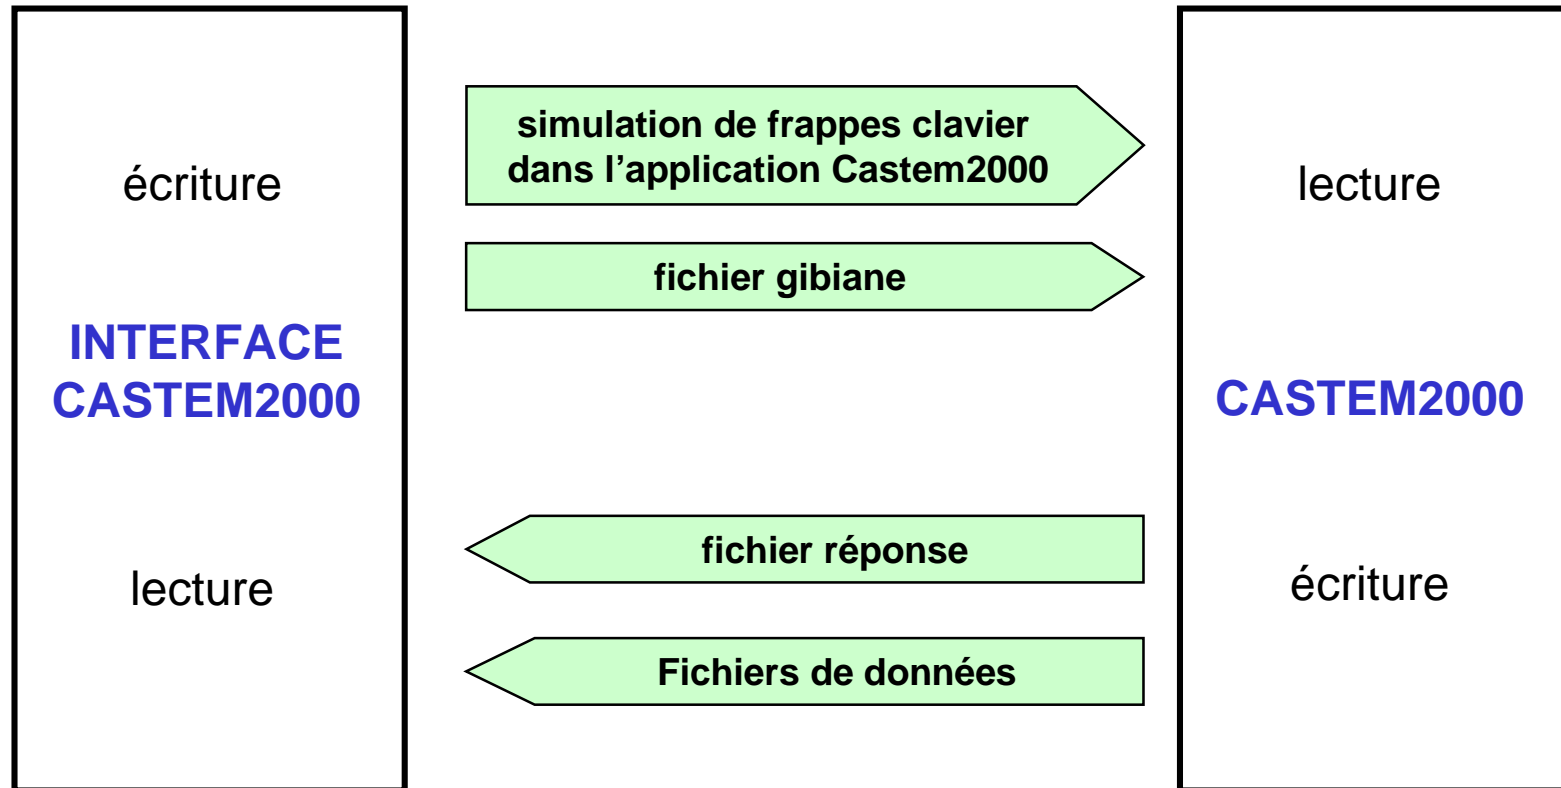 écriture
INTERFACE
CASTEM2000
lecture
simulation de frappes clavier
dans l’application Castem2000
fichier gibiane
fichier réponse
Fichiers de données
lecture
CASTEM2000
écriture